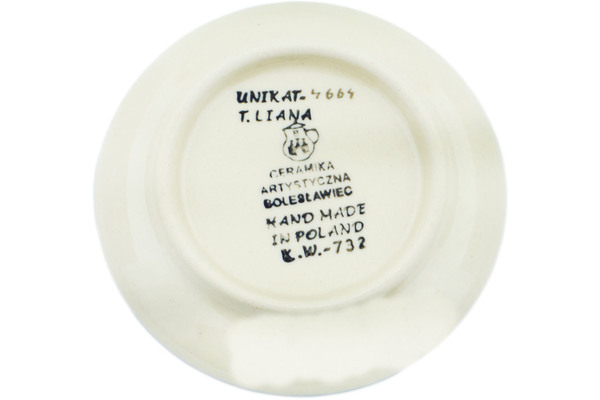 UNIKAT-4664
T.LIANA
CERAMIKA
ARTYSTYCZNA
BOLESŁAWIEC
HAND MADE
IN POLAND
K.W.-732